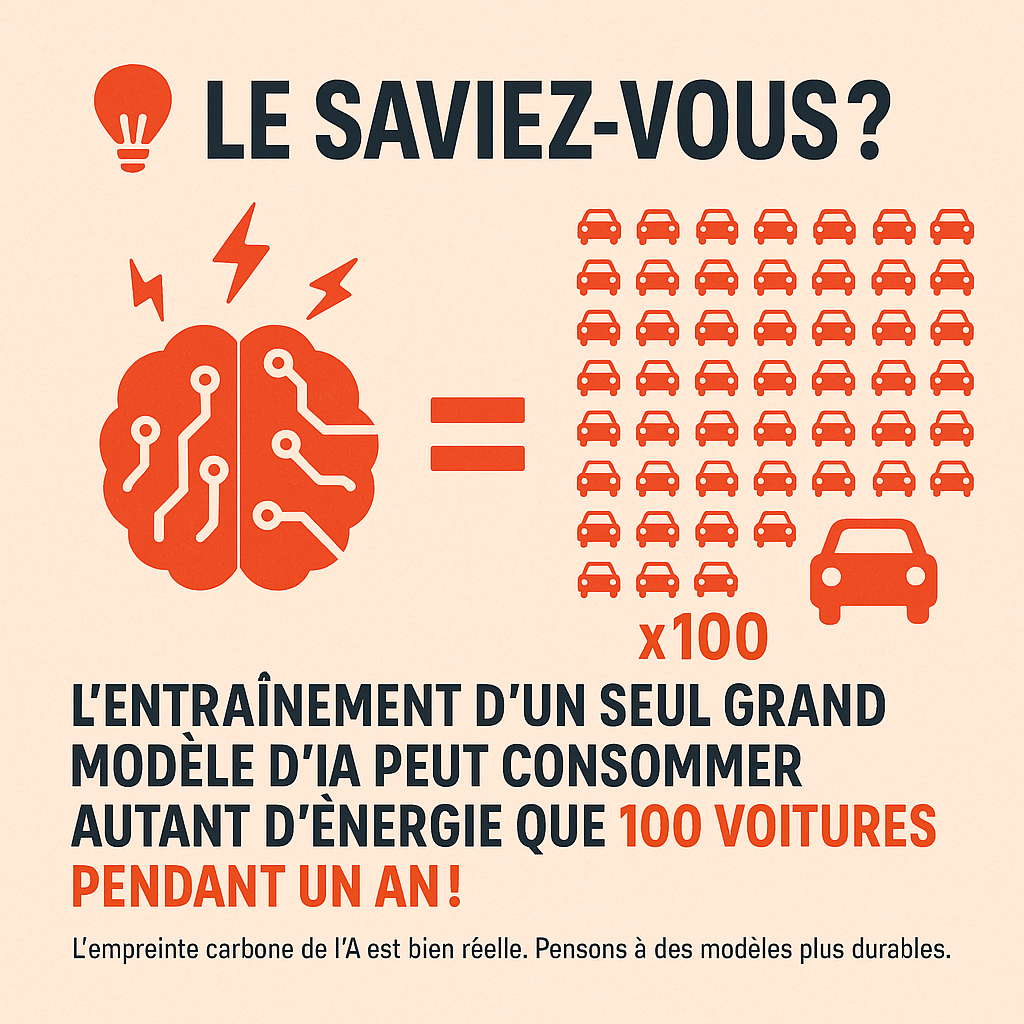 LE SAVIEZ-VOUS?
x100
L'ENTRAÎNEMENT D'UN SEUL GRAND
MODÈLE D'IA PEUT CONSOMMER
AUTANT D'ÈNERGIE QUE 100 VOITURES
PENDANT UN AN!
L'empreinte carbone de l'A est bien réelle. Pensons à des modèles plus durables.